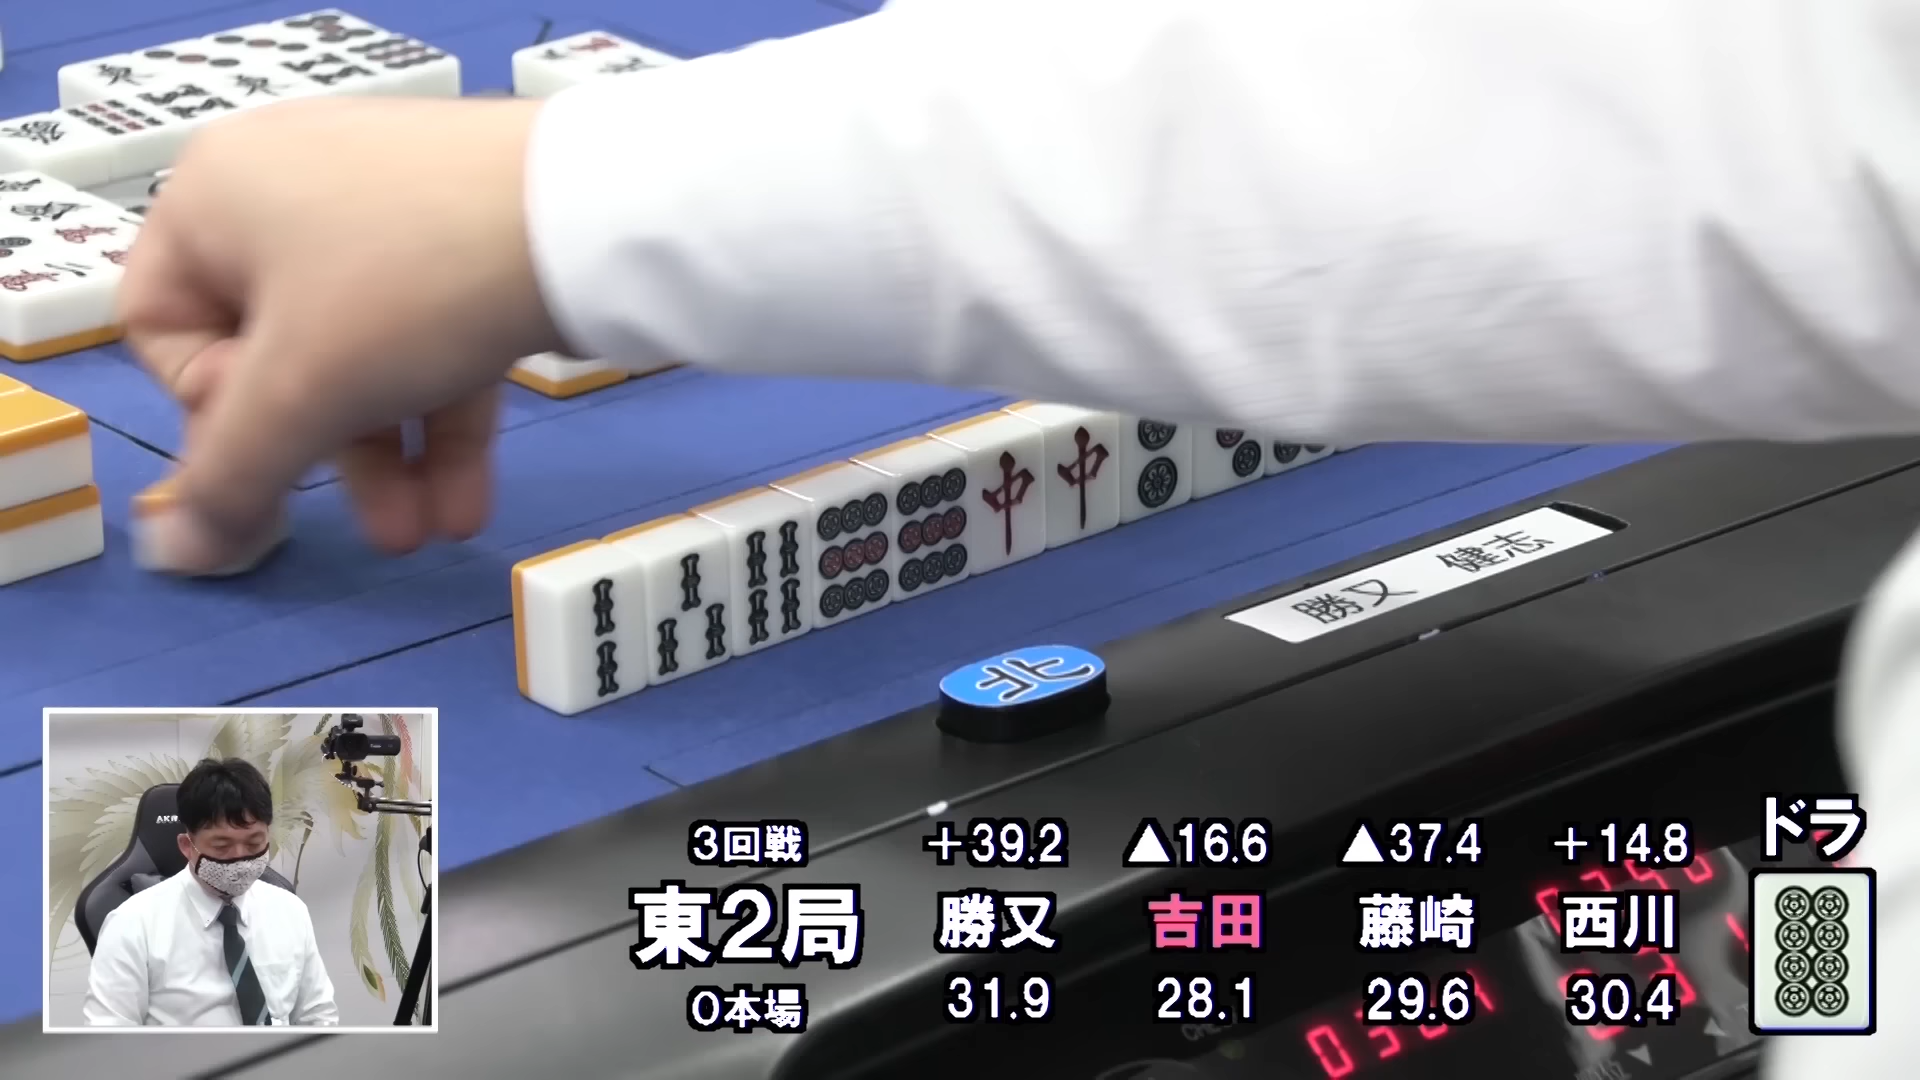 中 中
勝又 健志
北
AKR
3回戦
東2局
0本場
+39.2 ▲16.6 ▲37.4 +14.8
勝又 吉田 藤崎 西川
31.9 28.1 29.6 30.4
ドラ